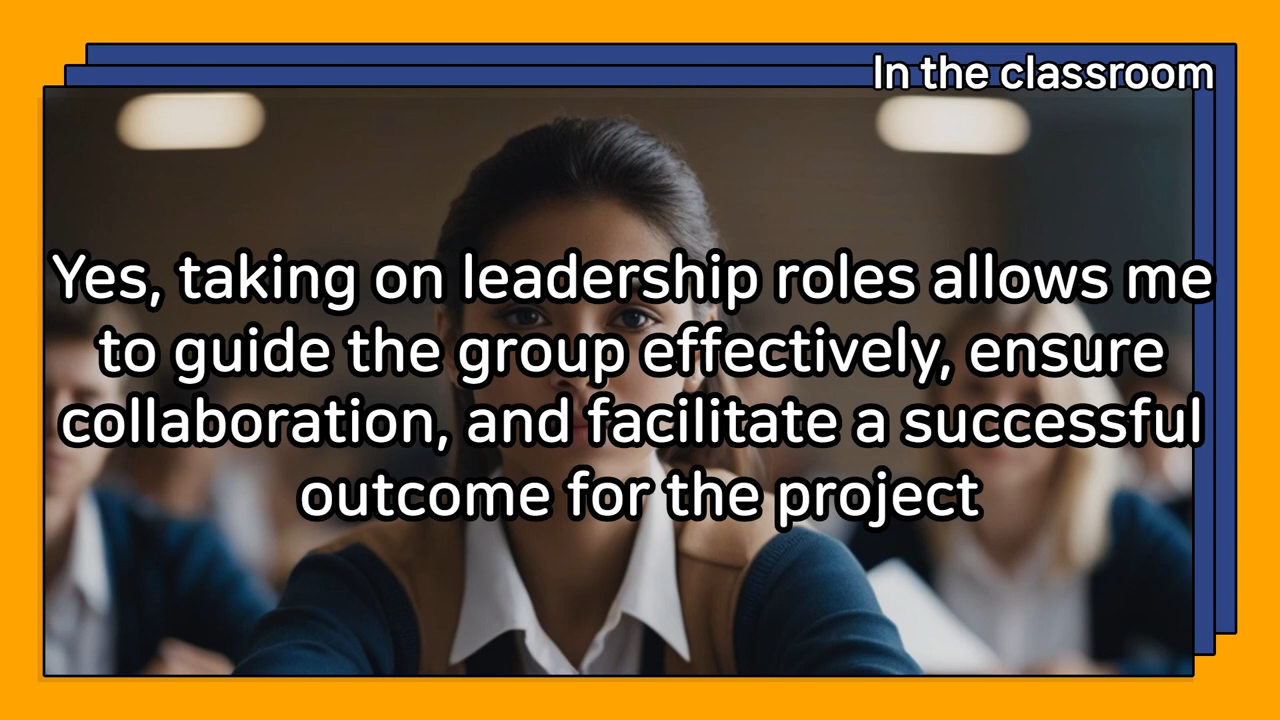 In the classroom
Yes, taking on leadership roles allows me
to guide the group effectively, ensure
collaboration, and facilitate a successful
outcome for the project